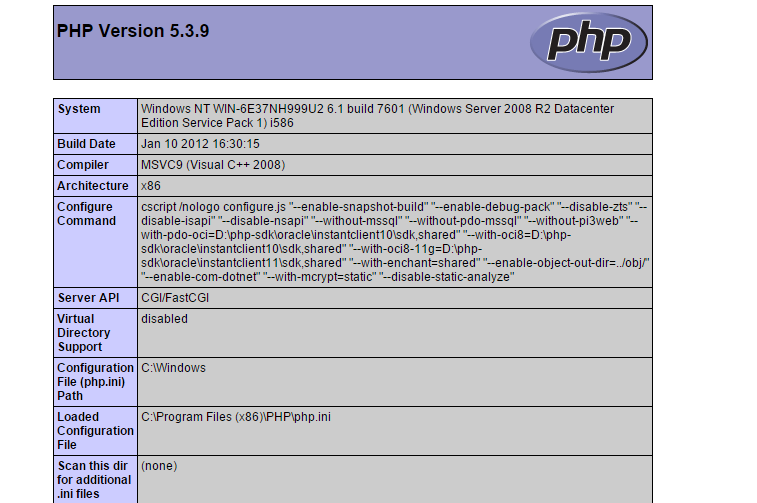 PHP Version 5.3.9
php
System
Windows NT WIN-6E37NH999U2 6.1 build 7601 (Windows Server 2008 R2 Datacenter
Edition Service Pack 1) i586
Build Date
Jan 10 2012 16:30:15
Compiler
MSVC9 (Visual C++ 2008)
Architecture
x86
Configure
Command
cscript /nologo configure.js "--enable-snapshot-build" "--enable-debug-pack" "--disable-zts" "--
disable-isapi" "--disable-nsapi" "--without-mssql" "--without-pdo-mssql" "--without-pi3web" "--
with-pdo-oci=D:\php-sdk\oracle\instantclient10\sdk,shared" "--with-oci8=D:\php-
sdk\oracle\instantclient10\sdk,shared" "--with-oci8-11g=D:\php-
sdk\oracle\instantclient11\sdk,shared" "--with-enchant=shared" "--enable-object-out-dir=../obj/"
"--enable-com-dotnet" "--with-mcrypt=static" "--disable-static-analyze"
Server API
CGI/FastCGI
Virtual
Directory
Support
disabled
Configuration
File (php.ini)
Path
C:\Windows
Loaded
Configuration
File
C:\Program Files (x86)\PHP\php.ini
Scan this dir
for additional
.ini files
(none)